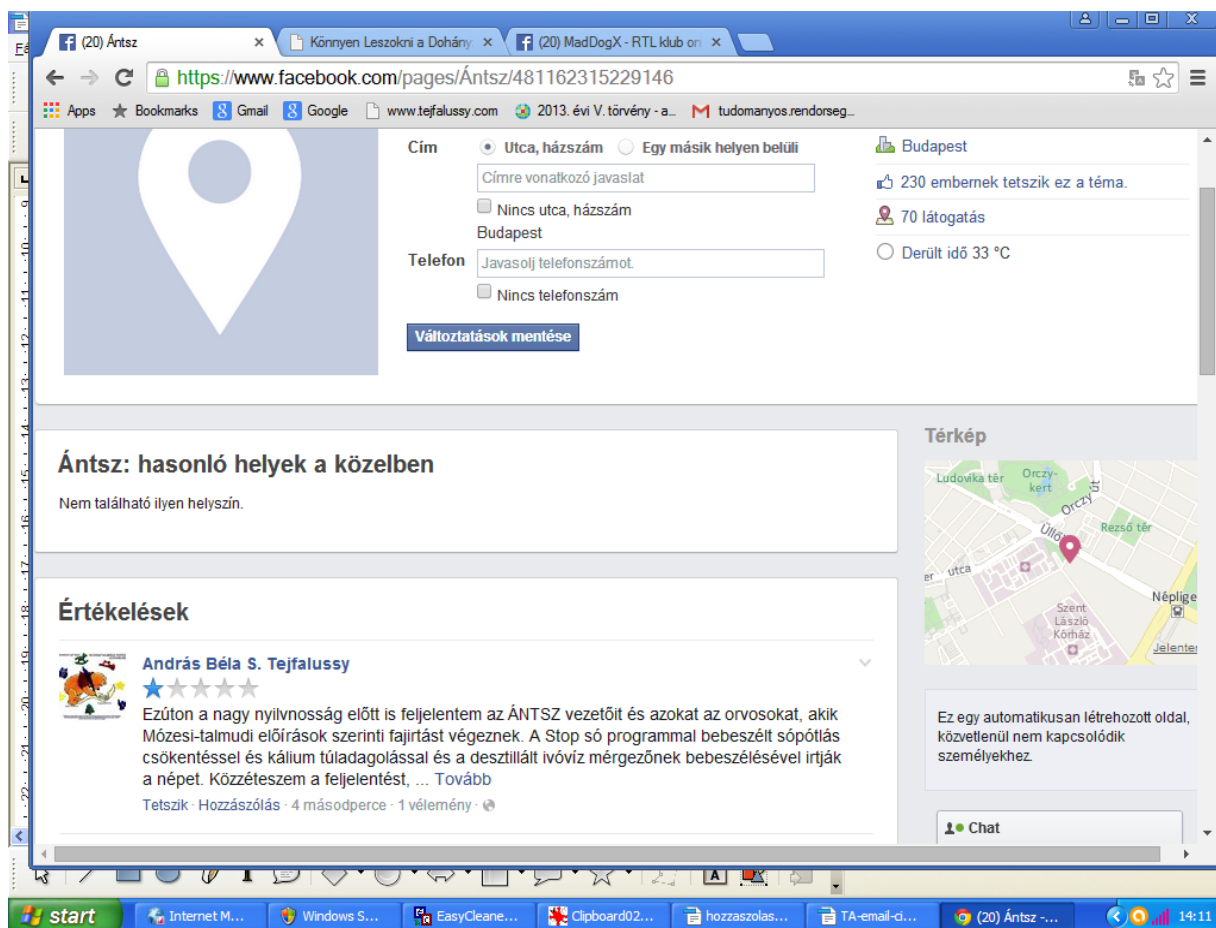 (20) Ántsz
Könnyen Leszokni a Dohány
(20) MadDogX - RTL klub on
https://www.facebook.com/pages/Ántsz/481162315229146
Apps Bookmarks Gmail Google www.tejfalussy.com 2013. évi V. törvény - a... tudomanyos.rendorseg...
Cím Utca, házszám Egy másik helyen belüli
Címre vonatkozó javaslat
Nincs utca, házszám
Budapest
Telefon Javasolj telefonszámot.
Nincs telefonszám
Változtatások mentése
Budapest
230 embernek tetszik ez a téma.
70 látogatás
Derült idő 33 °C
Ántsz: hasonló helyek a közelben
Nem található ilyen helyszín.
Értékelések
András Béla S. Tejfalussy
Ezúton a nagy nyilvnosság előtt is feljelentem az ÁNTSZ vezetőit és azokat az orvosokat, akik
Mózesi-talmudi előírások szerinti fajirtást végeznek. A Stop só programmal bebeszélt sópótlás
csökentéssel és kálium túladagolással és a desztillált ivóvíz mérgezőnek bebeszélésével irtják
a népet. Közzéteszem a feljelentést, ... Tovább
Tetszik · Hozzászólás · 4 másodperce · 1 vélemény ·
Térkép
Ludovika tér
Orczy-
kert
Orczy út
Üllői
Rezső tér
utca
Szent
László
Kórház
Néplige
Jelentem
Ez egy automatikusan létrehozott oldal,
közvetlenül nem kapcsolódik
személyekhez.
Chat
start Internet M... Windows S... EasyCleane... Clipboard02... hozzaszolas... TA-email-ci... (20) Ántsz -... 14:11